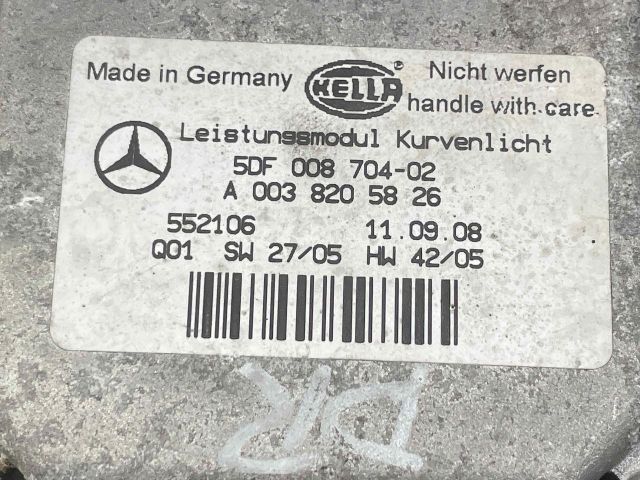 Made in Germany HELLA ® Nicht werfen
handle with care
Leistungsmodul Kurvenlicht
5DF 008 704-02
A 003 820 58 26
552106 11.09.08
Q01 SW 27/05 HW 42/05
DR